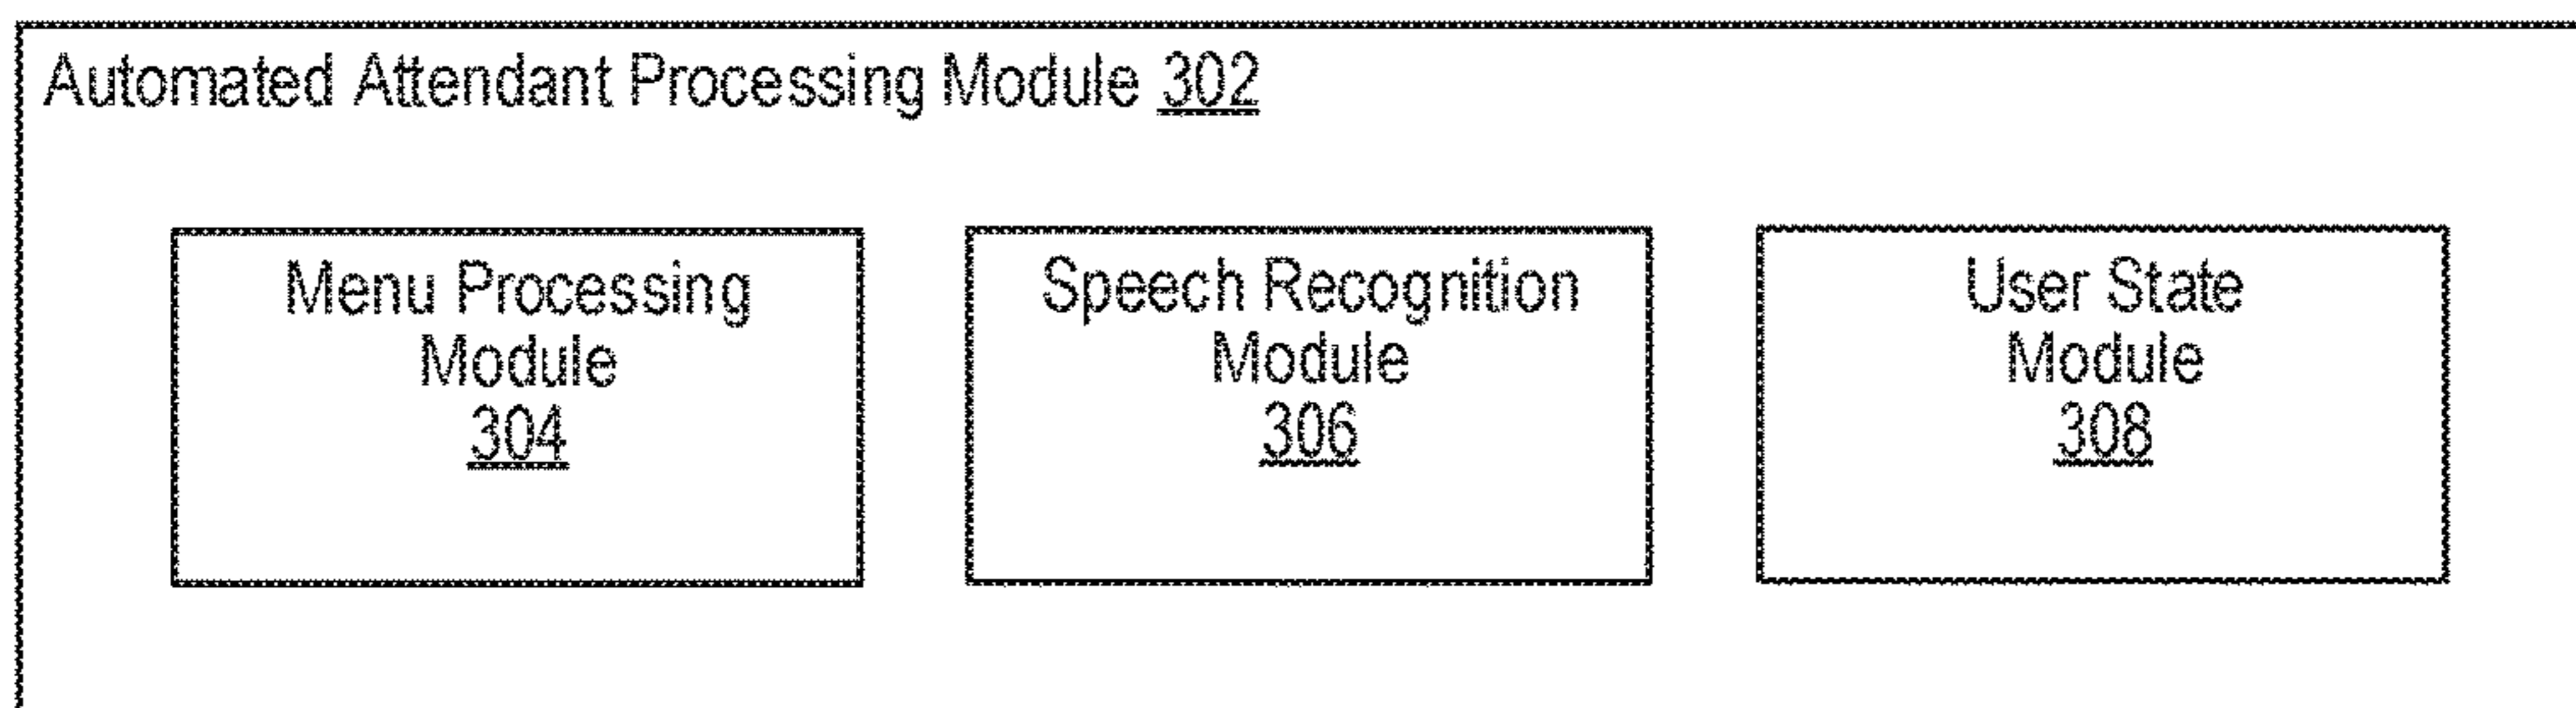 Automated Attendant Processing Module 302
Menu Processing
Module
304
Speech Recognition
Module
306
User State
Module
308